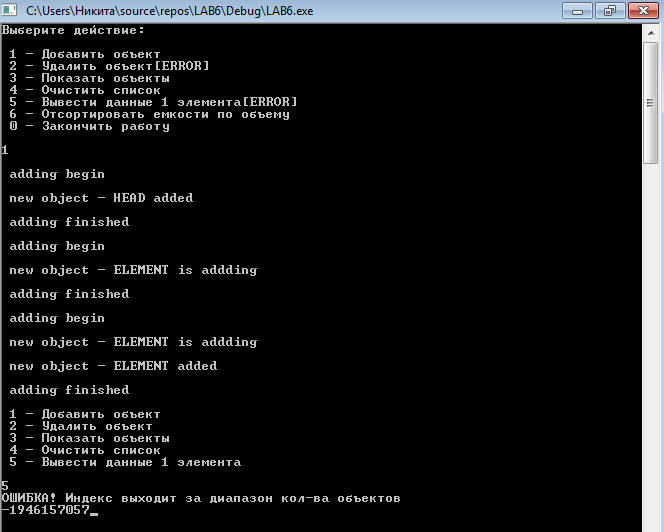 C:\Users\Никита\source\repos\LAB6\Debug\LAB6.exe
Выберите действие:
1 - Добавить объект
2 - Удалить объект[ERROR]
3 - Показать объекты
4 - Очистить список
5 - Вывести данные 1 элемента[ERROR]
6 - Отсортировать емкости по объему
0 - Закончить работу
1
adding begin
new object - HEAD added
adding finished
adding begin
new object - ELEMENT is addding
adding finished
adding begin
new object - ELEMENT is addding
new object - ELEMENT added
adding finished
1 - Добавить объект
2 - Удалить объект
3 - Показать объекты
4 - Очистить список
5 - Вывести данные 1 элемента
5
ОШИБКА! Индекс выходит за диапазон кол-ва объектов
-1946157057_